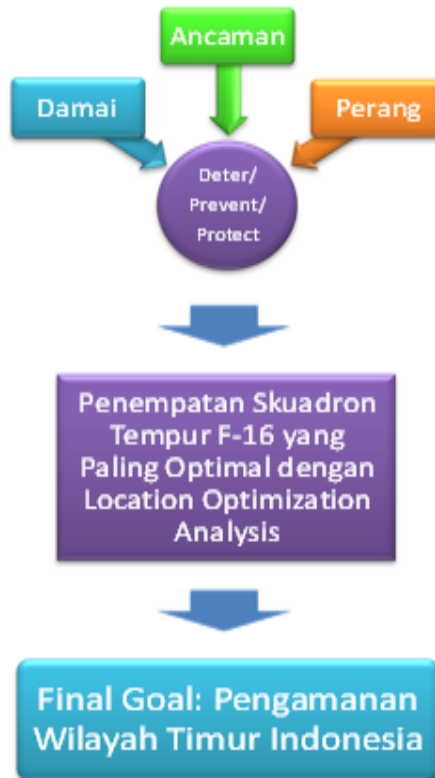 Ancaman
Damai
Perang
Deter/
Prevent/
Protect
Penempatan Skuadron
Tempur F-16 yang
Paling Optimal dengan
Location Optimization
Analysis
Final Goal: Pengamanan
Wilayah Timur Indonesia